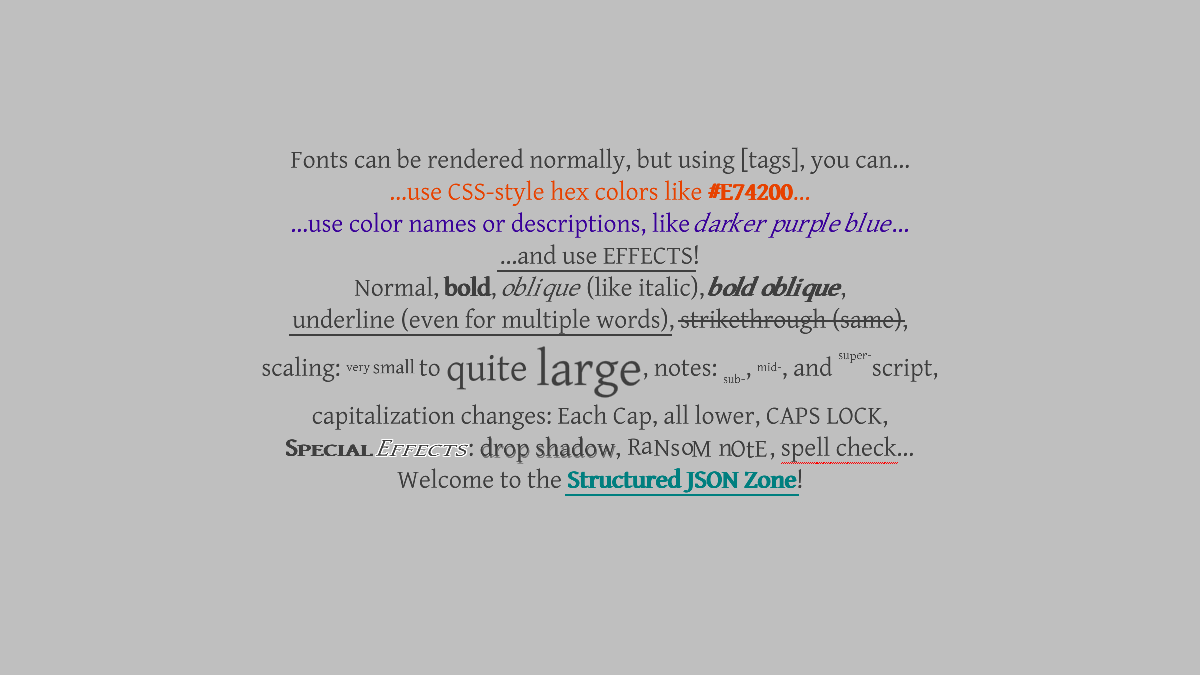 Fonts can be rendered normally, but using [tags], you can...
...use CSS-style hex colors like #E74200...
...use color names or descriptions, like darker purple blue...
...and use EFFECTS!
Normal, bold, oblique (like italic), bold oblique,
underline (even for multiple words), strikethrough (same),
scaling: very small to quite large, notes: sub-, mid-, and super-script,
capitalization changes: Each Cap, all lower, CAPS LOCK,
Special Effects: drop shadow, RaNsoM nOtE, spell check...
Welcome to the Structured JSON Zone!